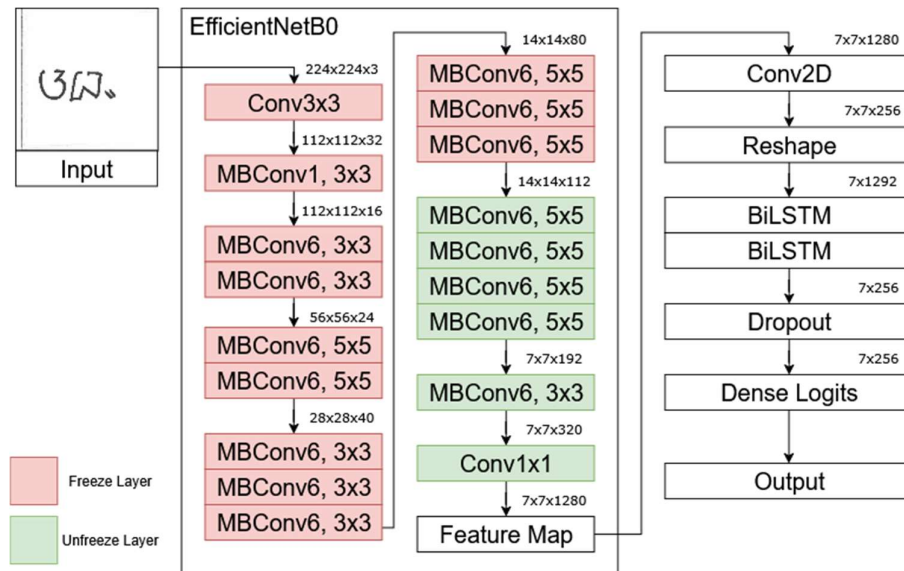 EfficientNetB0
Input
224x224x3
Conv3x3
112x112x32
MBConv1, 3x3
112x112x16
MBConv6, 3x3
MBConv6, 3x3
56x56x24
MBConv6, 5x5
MBConv6, 5x5
28x28x40
MBConv6, 3x3
MBConv6, 3x3
MBConv6, 3x3
14x14x80
MBConv6, 5x5
MBConv6, 5x5
MBConv6, 5x5
14x14x112
MBConv6, 5x5
MBConv6, 5x5
MBConv6, 5x5
MBConv6, 5x5
7x7x192
MBConv6, 3x3
7x7x320
Conv1x1
7x7x1280
Feature Map
7x7x1280
Conv2D
7x7x256
Reshape
7x1292
BiLSTM
BiLSTM
7x256
Dropout
7x256
Dense Logits
Output
Freeze Layer
Unfreeze Layer